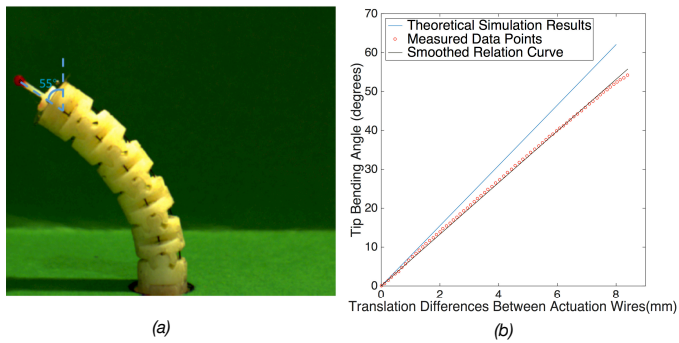 55°
(a)
70
60
50
40
30
20
10
0
0 2 4 6 8
Tip Bending Angle (degrees)
Theoretical Simulation Results
Measured Data Points
Smoothed Relation Curve
Translation Differences Between Actuation Wires(mm)
(b)